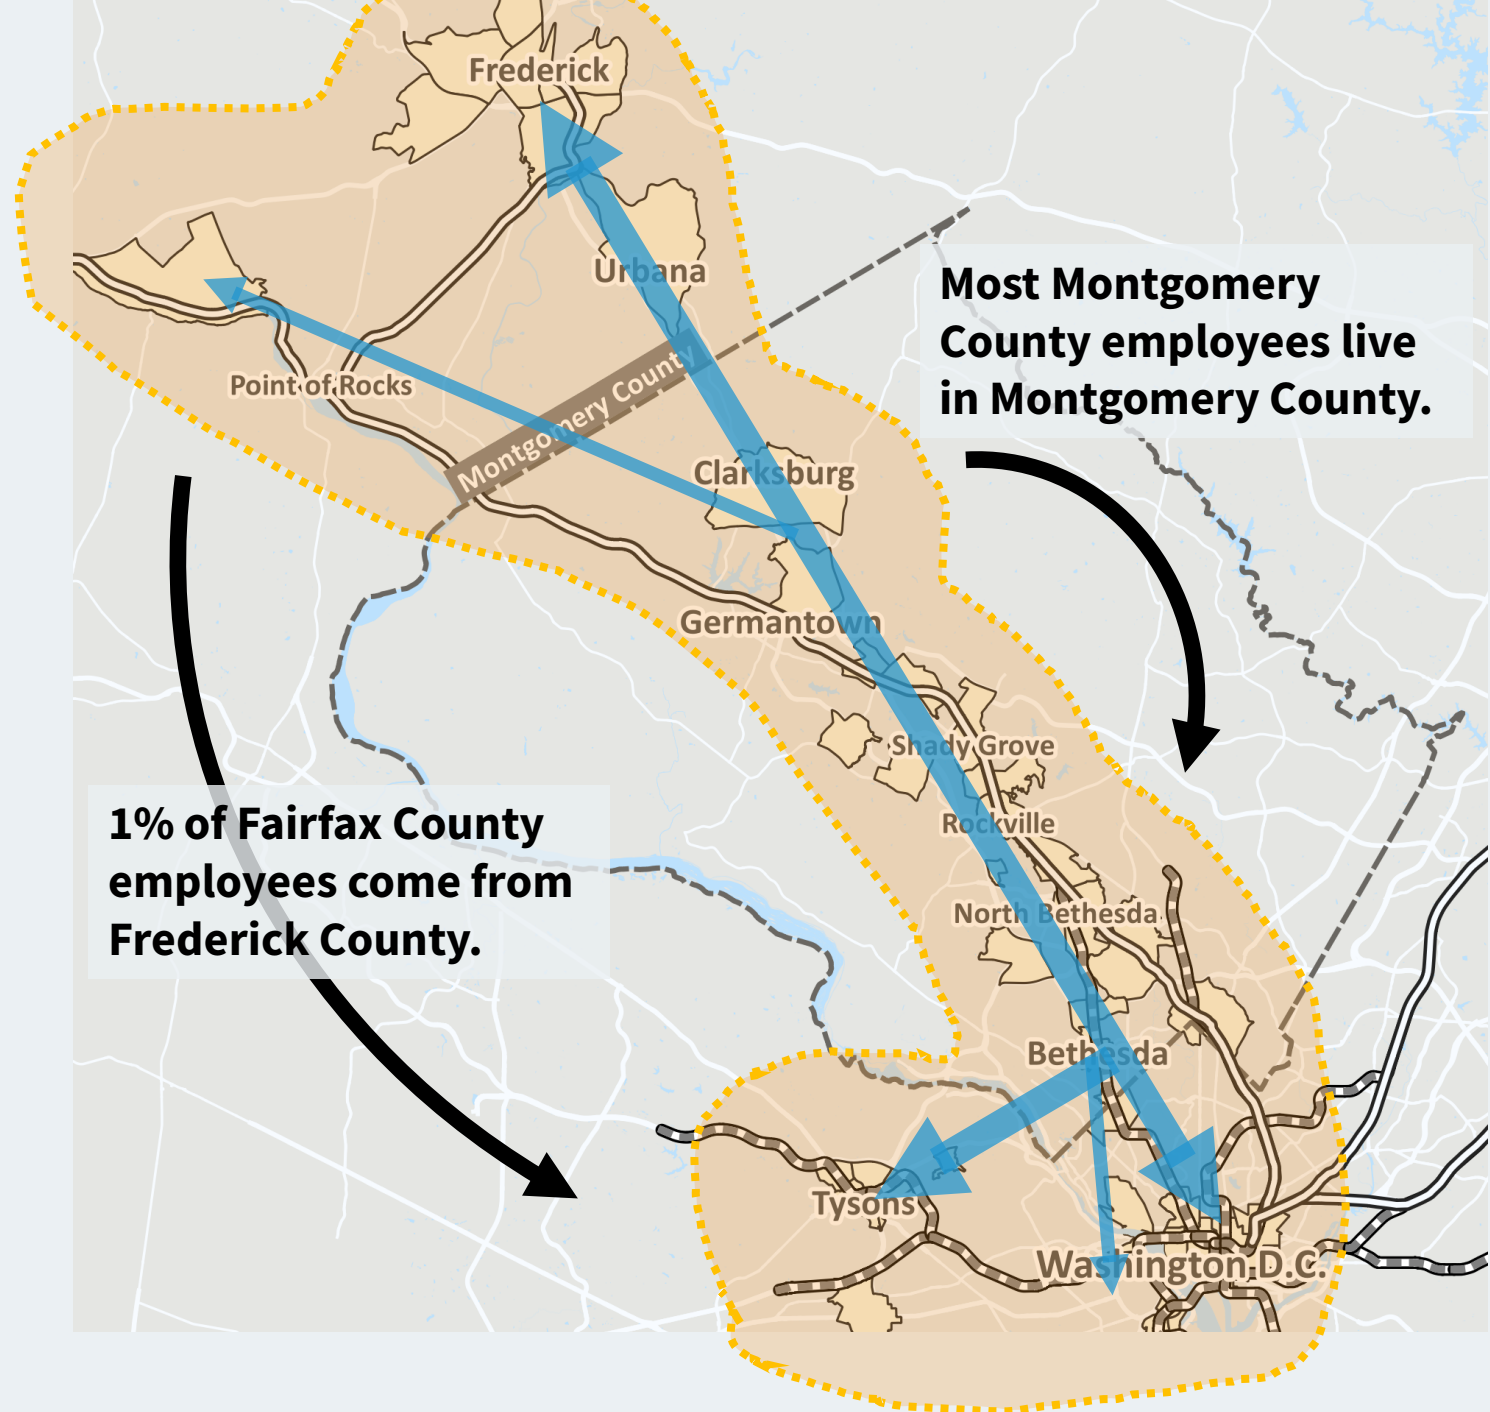 Frederick
Urbana
Most Montgomery
County employees live
in Montgomery County.
Point of Rocks
Montgomery County
Clarksburg
Germantown
Shady Grove
Rockville
1% of Fairfax County
employees come from
Frederick County.
North Bethesda
Bethesda
Tysons
Washington D.C.